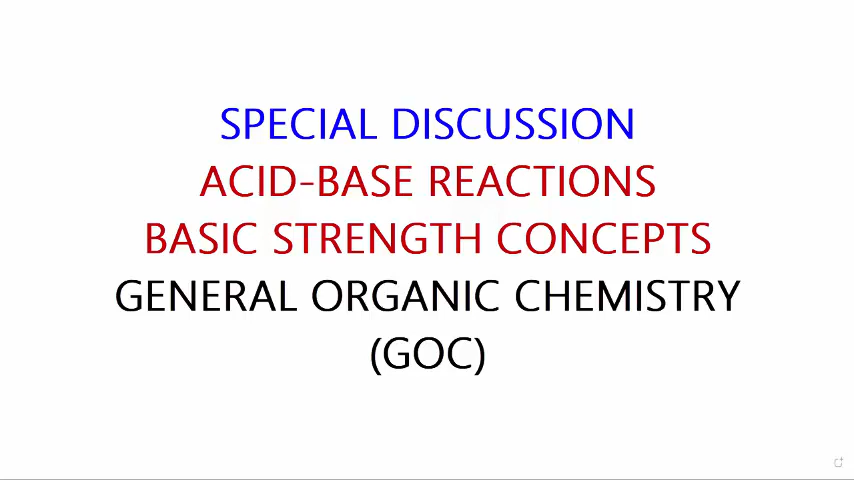 SPECIAL DISCUSSION
ACID-BASE REACTIONS
BASIC STRENGTH CONCEPTS
GENERAL ORGANIC CHEMISTRY
(GOC)